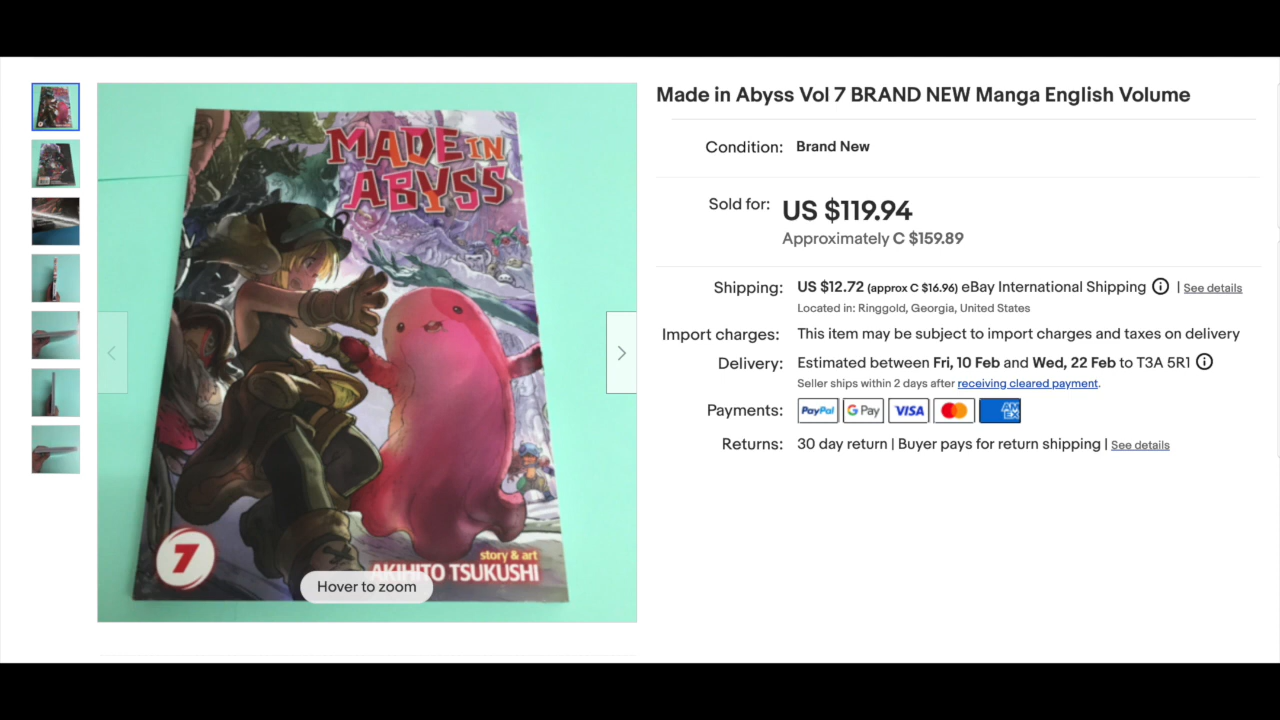 Made in Abyss Vol 7 BRAND NEW Manga English Volume
MADE IN
ABYSS
7
story & art
AKIHITO TSUKUSHI
Hover to zoom
Condition: Brand New
Sold for: US $119.94
Approximately C $159.89
Shipping: US $12.72 (approx C $16.96) eBay International Shipping | See details
Located in: Ringgold, Georgia, United States
Import charges: This item may be subject to import charges and taxes on delivery
Delivery: Estimated between Fri, 10 Feb and Wed, 22 Feb to T3A 5R1
Seller ships within 2 days after receiving cleared payment.
Payments: PayPal G Pay VISA AM EX
Returns: 30 day return | Buyer pays for return shipping | See details